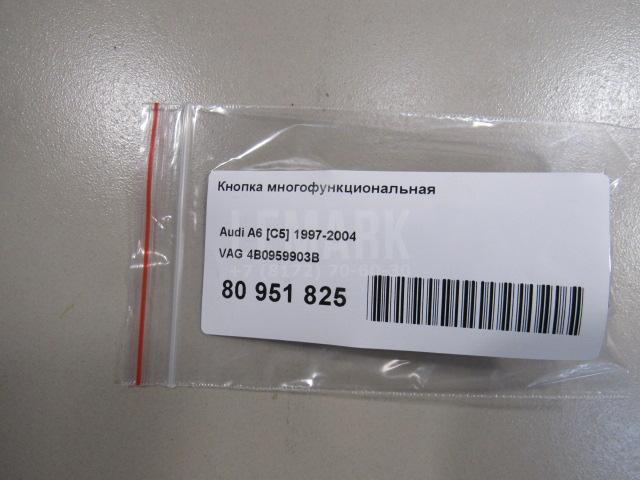 Кнопка многофункциональная
LEMARK
Audi A6 [C5] 1997-2004
VAG 4B0959903B
80 951 825